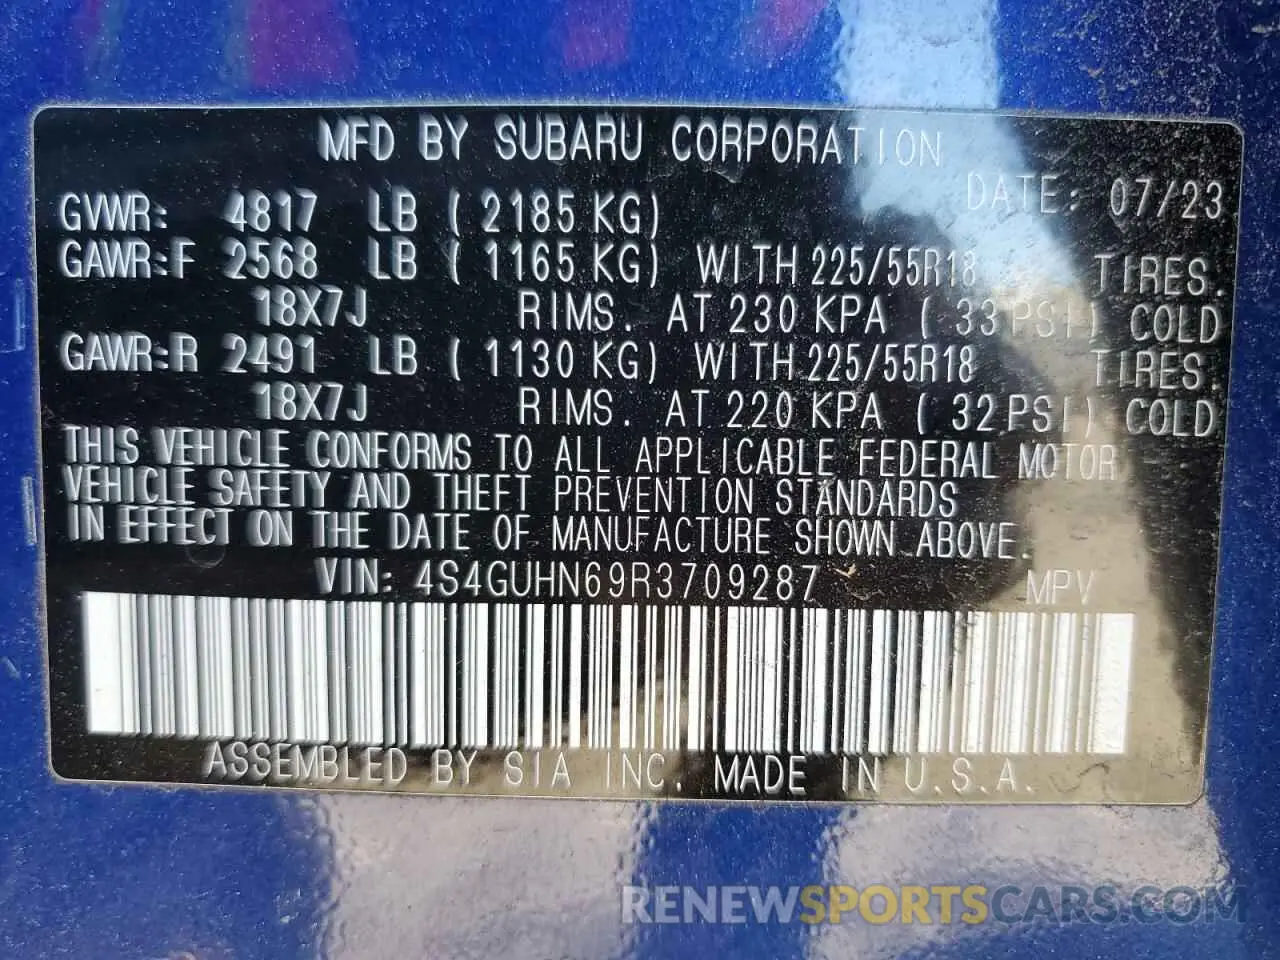 MFD BY SUBARU CORPORATION
DATE: 07/23
GVWR: 4817 LB ( 2185 KG)
GAWR:F 2568 LB ( 1165 KG) WITH 225/55R18 TIRES.
18X7J RIMS. AT 230 KPA ( 33 PSI) COLD
GAWR:R 2491 LB ( 1130 KG) WITH 225/55R18 TIRES.
18X7J RIMS. AT 220 KPA ( 32 PSI) COLD
THIS VEHICLE CONFORMS TO ALL APPLICABLE FEDERAL MOTOR
VEHICLE SAFETY AND THEFT PREVENTION STANDARDS
IN EFFECT ON THE DATE OF MANUFACTURE SHOWN ABOVE.
VIN: 4S4GUHN69R3709287 MPV
ASSEMBLED BY SIA INC. MADE IN U.S.A.
RENEWSPORTSCARS.COM